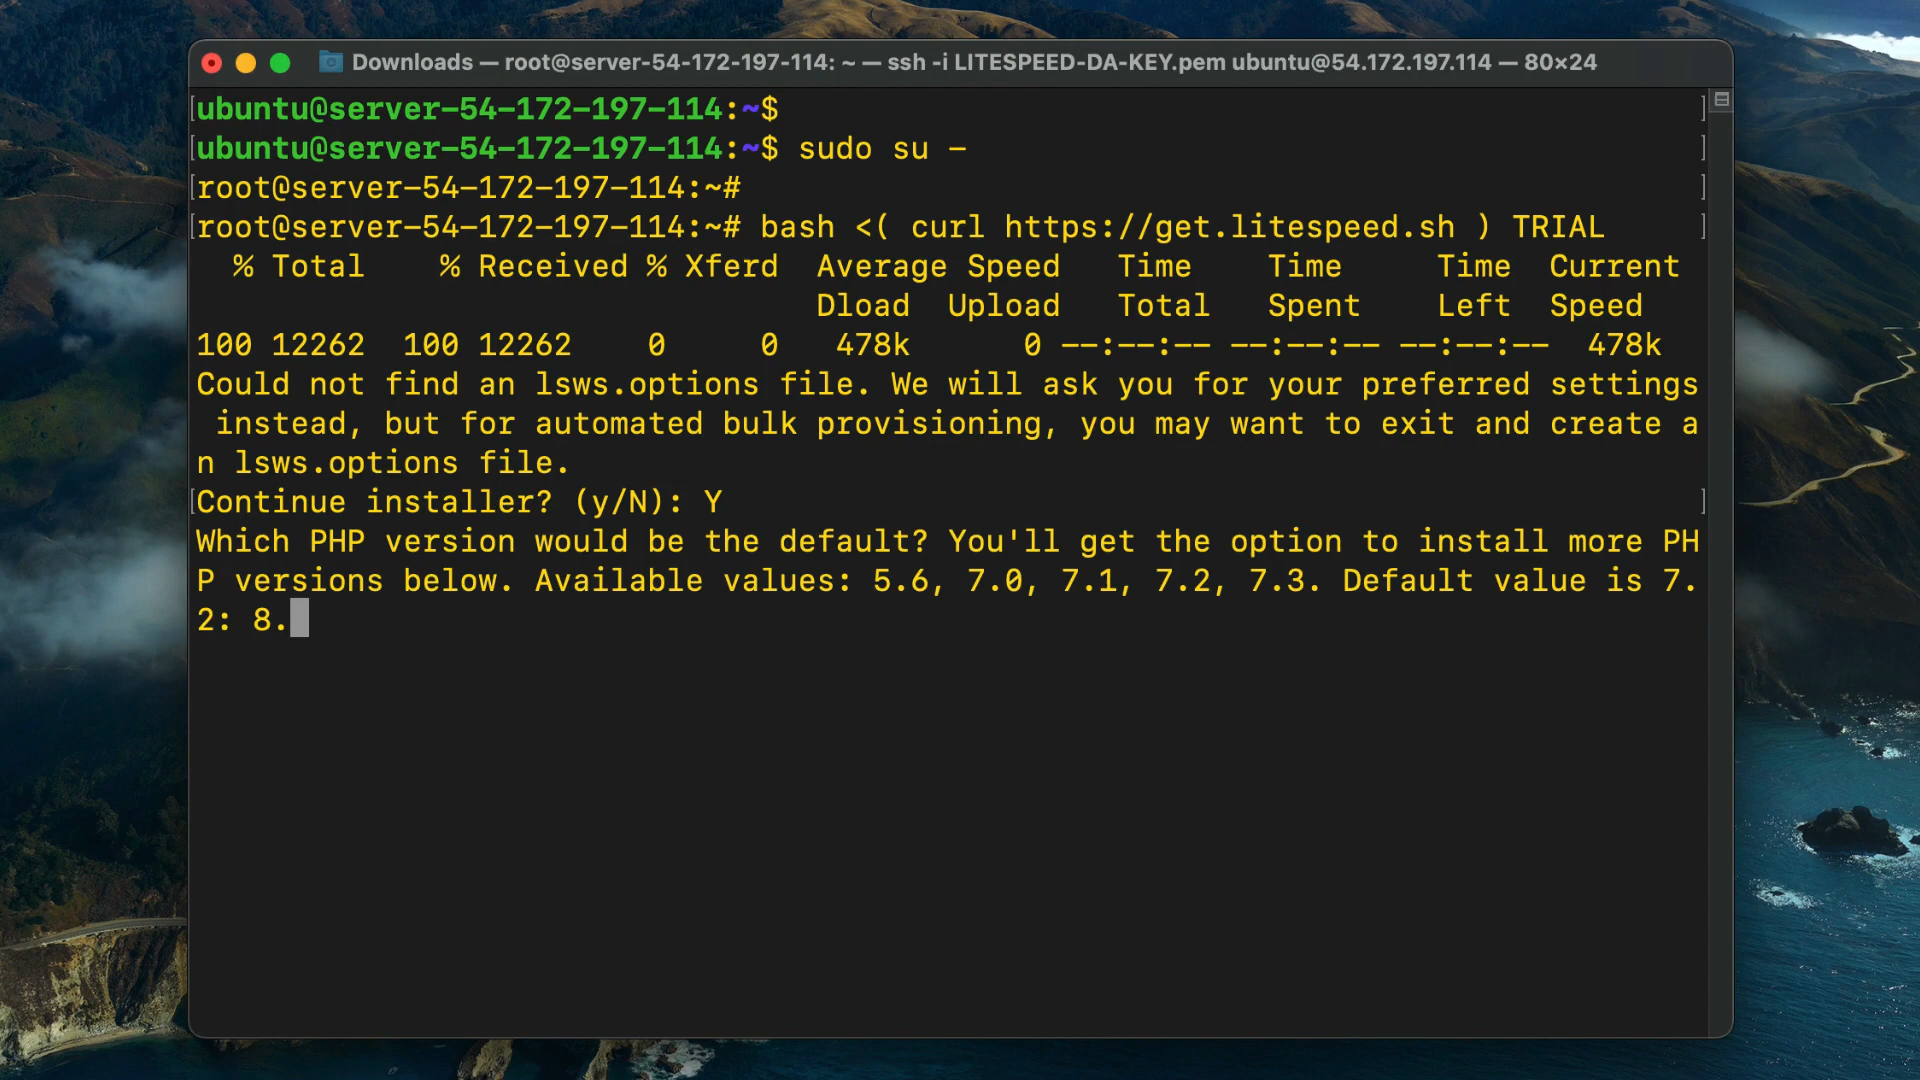 Downloads — root@server-54-172-197-114: ~ — ssh -i LITESPEED-DA-KEY.pem ubuntu@54.172.197.114 — 80×24
[ubuntu@server-54-172-197-114:~$ ]
[ubuntu@server-54-172-197-114:~$ sudo su - ]
[root@server-54-172-197-114:~# ]
[root@server-54-172-197-114:~# bash <( curl https://get.litespeed.sh ) TRIAL ]
% Total % Received % Xferd Average Speed Time Time Time Current
Dload Upload Total Spent Left Speed
100 12262 100 12262 0 0 478k 0 --:--:-- --:--:-- --:--:-- 478k
Could not find an lsws.options file. We will ask you for your preferred settings
instead, but for automated bulk provisioning, you may want to exit and create a
n lsws.options file.
[Continue installer? (y/N): Y ]
Which PHP version would be the default? You'll get the option to install more PH
P versions below. Available values: 5.6, 7.0, 7.1, 7.2, 7.3. Default value is 7.
2: 8.